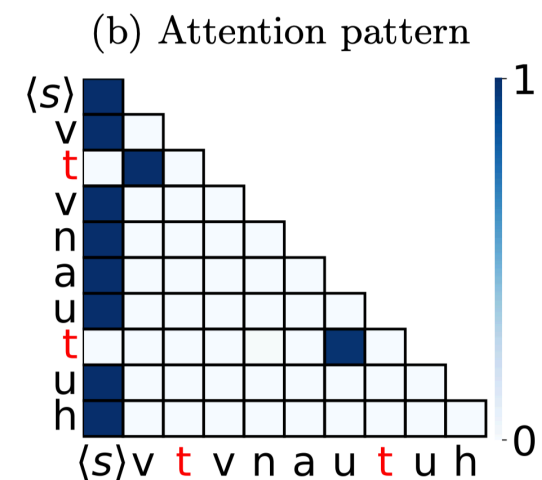 (b) Attention pattern
⟨s⟩
v
t
v
n
a
u
t
u
h
⟨s⟩ v t v n a u t u h
1
0